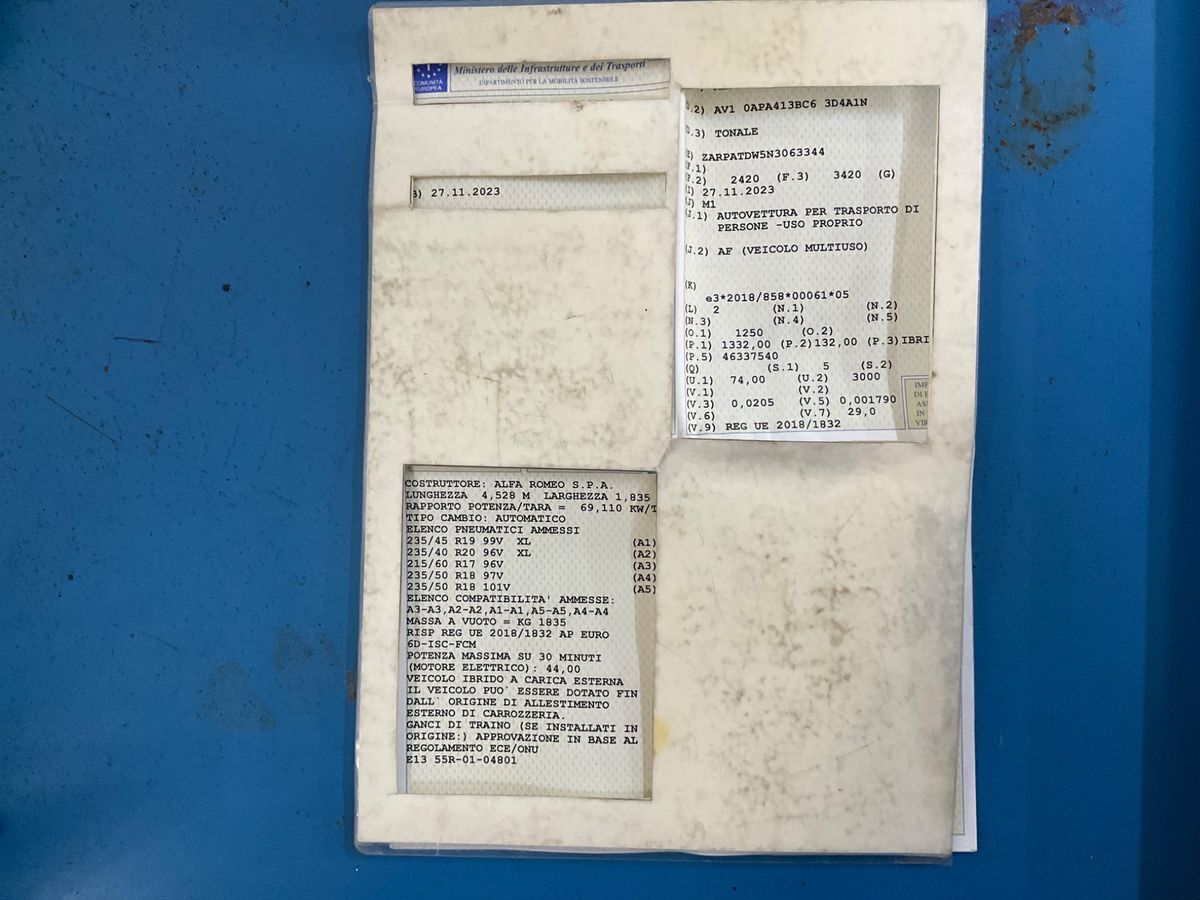 COMUNITÀ
EUROPEA
Ministero delle Infrastrutture e dei Trasporti
DIPARTIMENTO PER LA MOBILITÀ SOSTENIBILE
B) 27.11.2023
COSTRUTTORE: ALFA ROMEO S.P.A.
LUNGHEZZA 4,528 M LARGHEZZA 1,835
RAPPORTO POTENZA/TARA = 69,110 KW/T
TIPO CAMBIO: AUTOMATICO
ELENCO PNEUMATICI AMMESSI
235/45 R19 99V XL (A1)
235/40 R20 96V XL (A2)
215/60 R17 96V (A3)
235/50 R18 97V (A4)
235/50 R18 101V (A5)
ELENCO COMPATIBILITA' AMMESSE:
A3-A3,A2-A2,A1-A1,A5-A5,A4-A4
MASSA A VUOTO = KG 1835
RISP REG UE 2018/1832 AP EURO
6D-ISC-FCM
POTENZA MASSIMA SU 30 MINUTI
(MOTORE ELETTRICO): 44,00
VEICOLO IBRIDO A CARICA ESTERNA
IL VEICOLO PUO` ESSERE DOTATO FIN
DALL` ORIGINE DI ALLESTIMENTO
ESTERNO DI CARROZZERIA.
GANCI DI TRAINO (SE INSTALLATI IN
ORIGINE:) APPROVAZIONE IN BASE AL
REGOLAMENTO ECE/ONU
E13 55R-01-04801
D.2) AV1 0APA413BC6 3D4A1N
D.3) TONALE
E) ZARPATDW5N3063344
(F.1)
(F.2) 2420 (F.3) 3420 (G)
(I) 27.11.2023
(J) M1
(J.1) AUTOVETTURA PER TRASPORTO DI
PERSONE -USO PROPRIO
(J.2) AF (VEICOLO MULTIUSO)
(K)
e3*2018/858*00061*05
(L) 2 (N.1) (N.2)
(N.3) (N.4) (N.5)
(O.1) 1250 (O.2)
(P.1) 1332,00 (P.2)132,00 (P.3)IBRI
(P.5) 46337540
(Q) (S.1) 5 (S.2)
(U.1) 74,00 (U.2) 3000
(V.1) (V.2)
(V.3) 0,0205 (V.5) 0,001790
(V.6) (V.7) 29,0
(V.9) REG UE 2018/1832
IMP
DI
ASS
IN